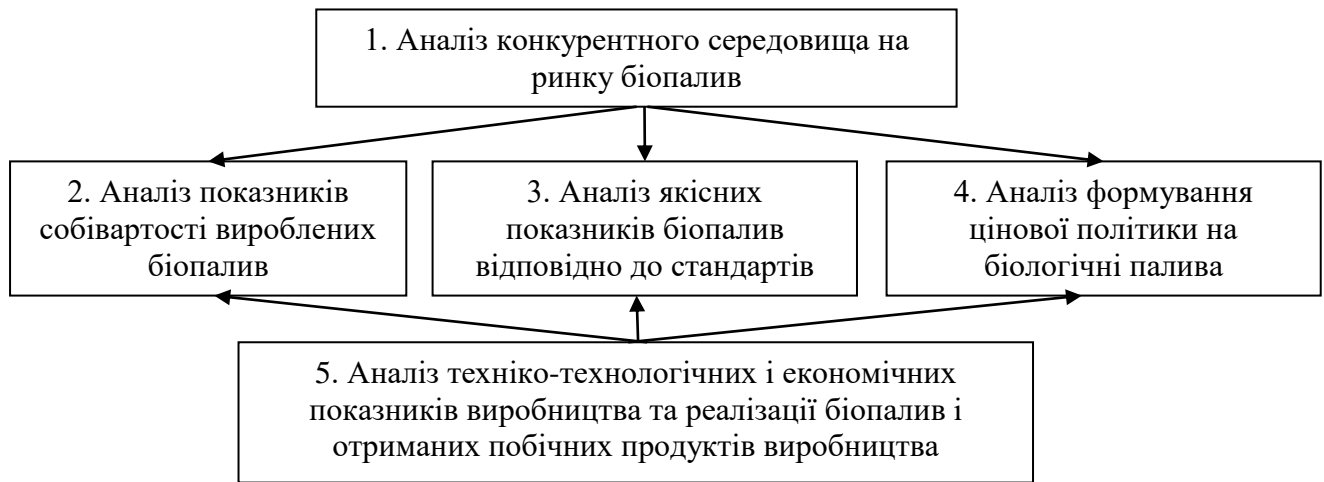 1. Аналіз конкурентного середовища на
ринку біопалив
2. Аналіз показників
собівартості вироблених
біопалив
3. Аналіз якісних
показників біопалив
відповідно до стандартів
4. Аналіз формування
цінової політики на
біологічні палива
5. Аналіз техніко-технологічних і економічних
показників виробництва та реалізації біопалив і
отриманих побічних продуктів виробництва